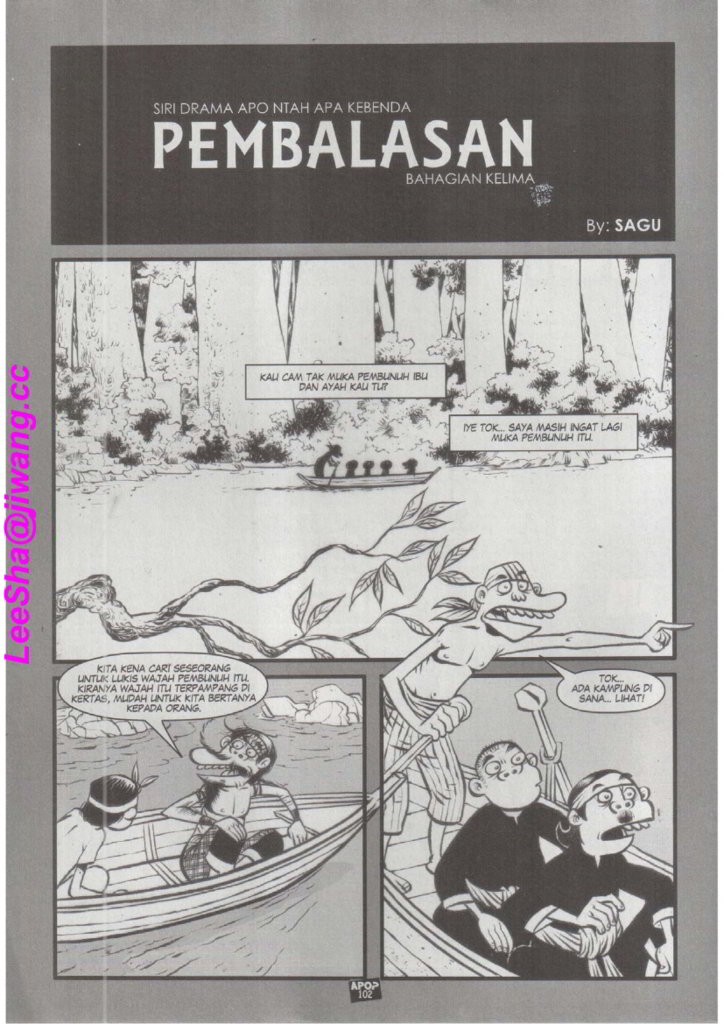 SIRI DRAMA APO NTAH APA KEBENDA
PEMBALASAN
BAHAGIAN KELIMA
By: SAGU
KAU CAM TAK MUKA PEMBUNUH IBU
DAN AYAH KAU TU?
IYE TOK... SAYA MASIH INGAT LAGI
MUKA PEMBUNUH ITU.
KITA KENA CARI SESEORANG
UNTUK LUKIS WAJAH PEMBUNUH ITU.
KIRANYA WAJAH ITU TERPAMPANG DI
KERTAS, MUDAH UNTUK KITA BERTANYA
KEPADA ORANG.
TOK...
ADA KAMPUNG DI
SANA... LIHAT!
APO?
102
LeeSha@jiwang.cc